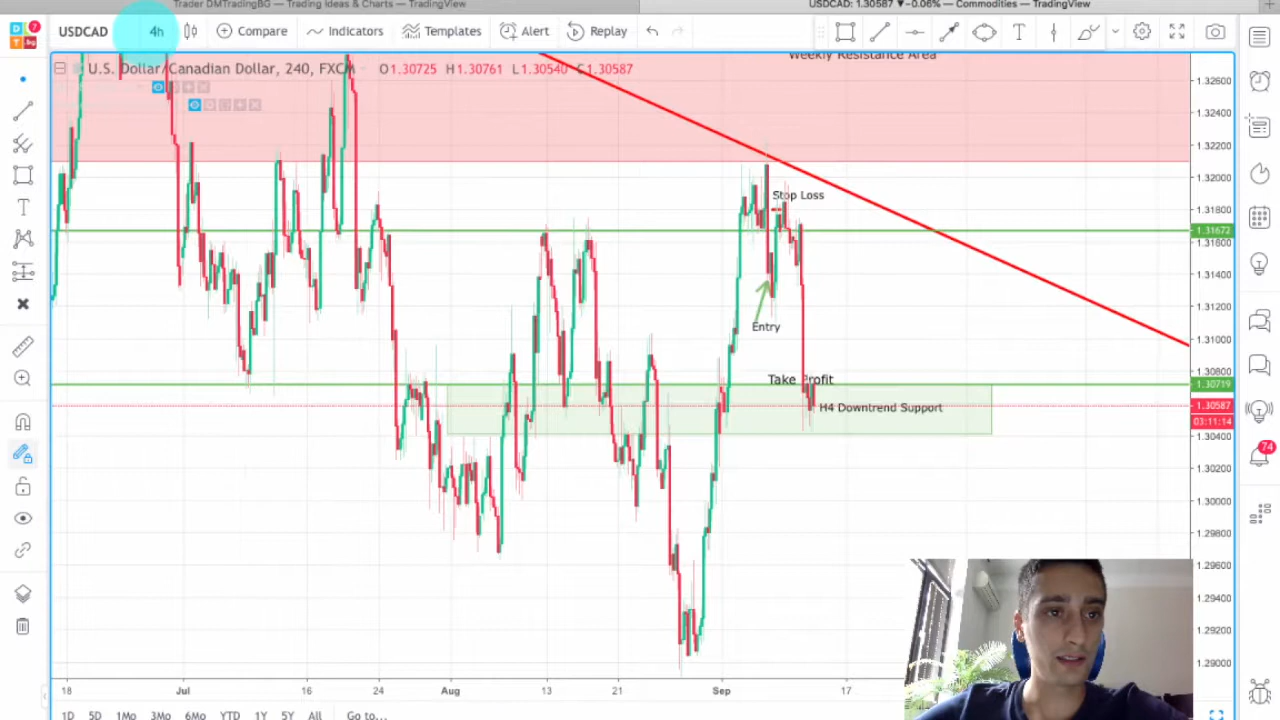 Trader DMTradingBG — Trading Ideas & Charts — TradingView
USDCAD: 1.30587 ▼−0.06% — Commodities — TradingView
7
USDCAD 4h Compare Indicators Templates Alert Replay
U.S. Dollar/Canadian Dollar, 240, FXCM O1.30725 H1.30761 L1.30540 C1.30587
Weekly Resistance Area
1.32600
1.32400
1.32200
1.32000
Stop Loss
1.31800
1.31672
1.31600
1.31400
1.31200
Entry
1.31000
1.30800
Take Profit
1.30719
H4 Downtrend Support
1.30587
03:11:14
1.30400
74
1.30200
1.30000
1.29800
1.29600
1.29400
1.29200
1.29000
18 Jul 16 24 Aug 13 21 Sep 17
1D 5D 1Mo 3Mo 6Mo YTD 1Y 5Y All Go to...